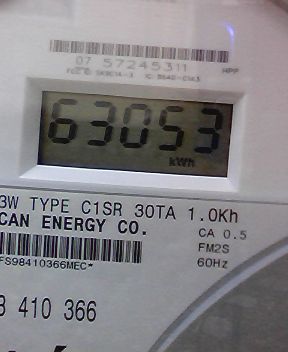 07 57245311
63053
kWh
3W TYPE C1SR 30TA 1.0Kh
CAN ENERGY CO.
CA 0.5
FM2S
60Hz
FS98410366MEC*
410 366